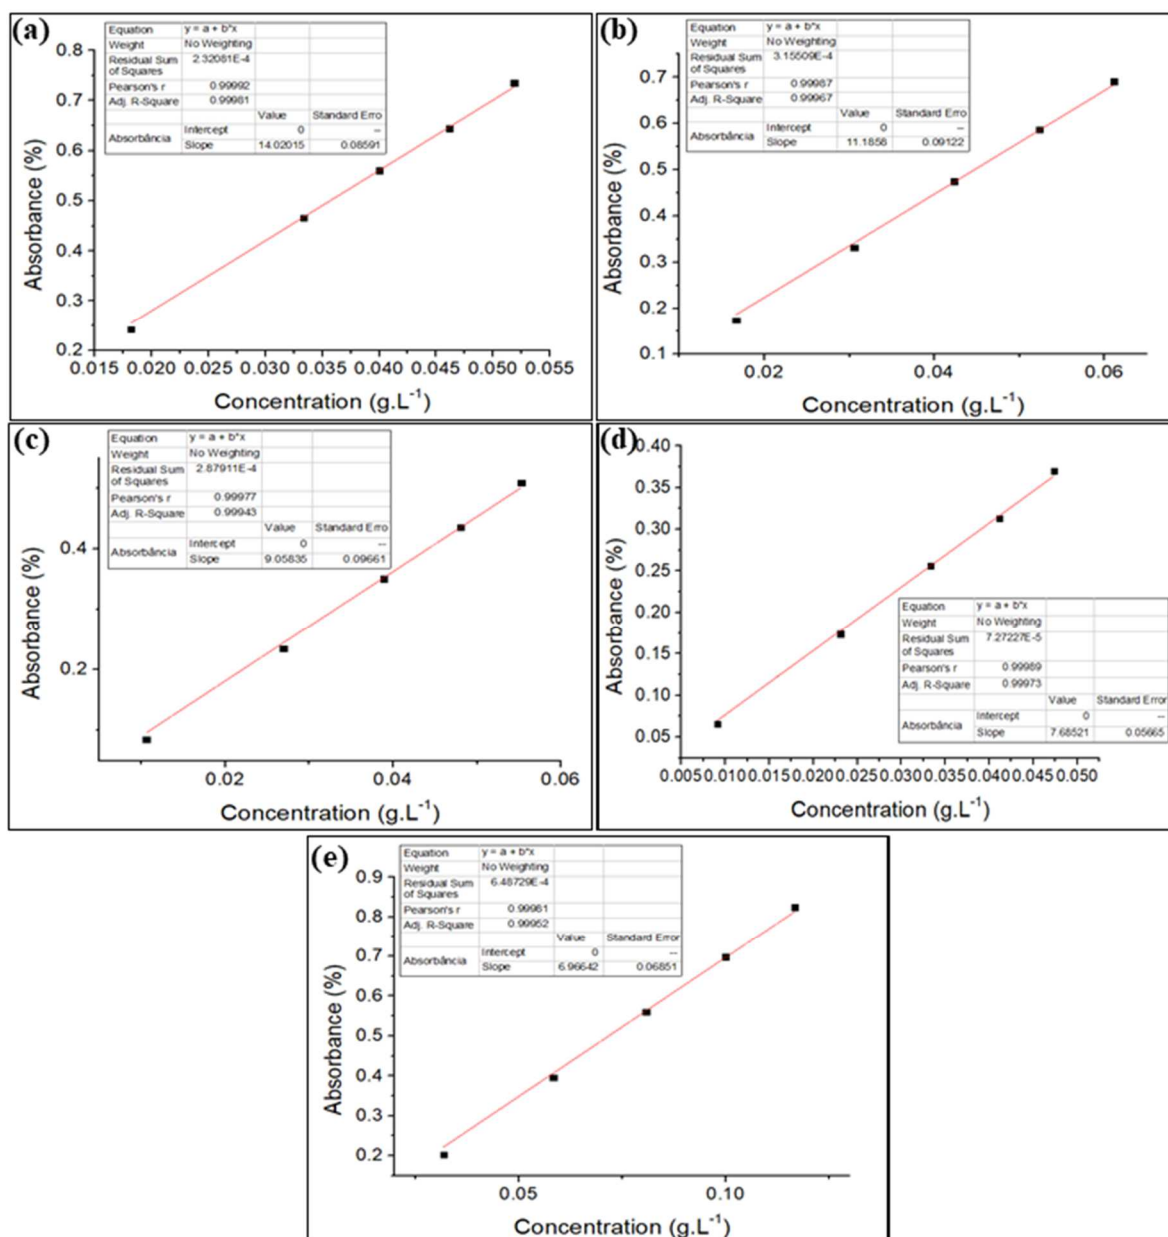 (a)
Equation y = a + b*x
Weight No Weighting
Residual Sum of Squares 2.32081E-4
Pearson's r 0.99992
Adj. R-Square 0.99981
Value Standard Erro
Absorbância Intercept 0 --
Slope 14.02015 0.08591
0.8
0.7
0.6
0.5
0.4
0.3
0.2
Absorbance (%)
0.015 0.020 0.025 0.030 0.035 0.040 0.045 0.050 0.055
Concentration (g.L⁻¹)
(b)
Equation y = a + b*x
Weight No Weighting
Residual Sum of Squares 3.15509E-4
Pearson's r 0.99987
Adj. R-Square 0.99967
Value Standard Erro
Absorbância Intercept 0 --
Slope 11.1858 0.09122
0.7
0.6
0.5
0.4
0.3
0.2
0.1
Absorbance (%)
0.02 0.04 0.06
Concentration (g.L⁻¹)
(c)
Equation y = a + b*x
Weight No Weighting
Residual Sum of Squares 2.87911E-4
Pearson's r 0.99977
Adj. R-Square 0.99943
Value Standard Erro
Absorbância Intercept 0 --
Slope 9.05835 0.09661
0.4
0.2
Absorbance (%)
0.02 0.04 0.06
Concentration (g.L⁻¹)
(d)
0.40
0.35
0.30
0.25
0.20
0.15
0.10
0.05
Absorbance (%)
Equation y = a + b*x
Weight No Weighting
Residual Sum of Squares 7.27227E-5
Pearson's r 0.99989
Adj. R-Square 0.99973
Value Standard Error
Absorbância Intercept 0 --
Slope 7.68521 0.05665
0.005 0.010 0.015 0.020 0.025 0.030 0.035 0.040 0.045 0.050
Concentration (g.L⁻¹)
(e)
Equation y = a + b*x
Weight No Weighting
Residual Sum of Squares 6.48729E-4
Pearson's r 0.99981
Adj. R-Square 0.99952
Value Standard Error
Absorbância Intercept 0 --
Slope 6.96642 0.06851
0.9
0.8
0.7
0.6
0.5
0.4
0.3
0.2
Absorbance (%)
0.05 0.10
Concentration (g.L⁻¹)